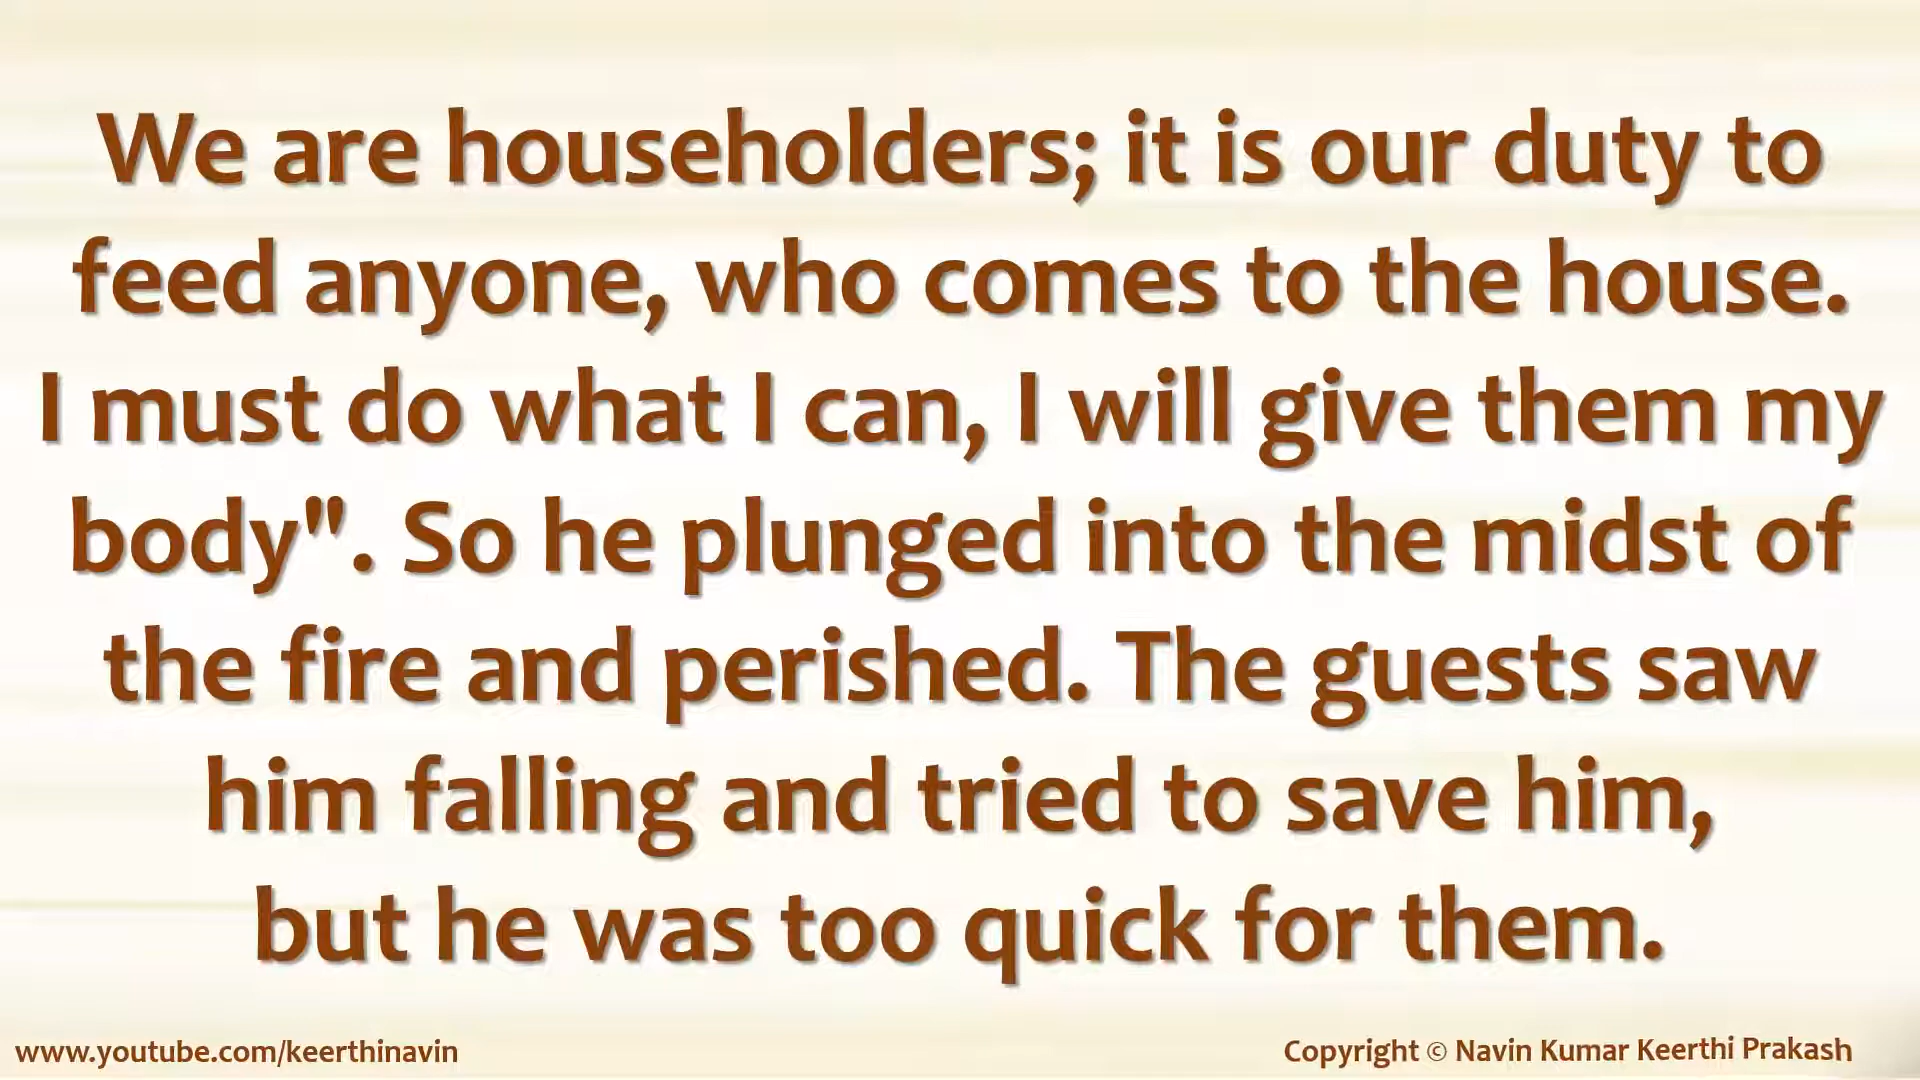 We are householders; it is our duty to
feed anyone, who comes to the house.
I must do what I can, I will give them my
body". So he plunged into the midst of
the fire and perished. The guests saw
him falling and tried to save him,
but he was too quick for them.
www.youtube.com/keerthinavin
Copyright © Navin Kumar Keerthi Prakash